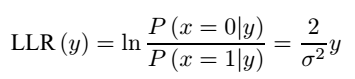 LLR (y) = ln P (x = 0|y) / P (x = 1|y) = 2 / σ² y